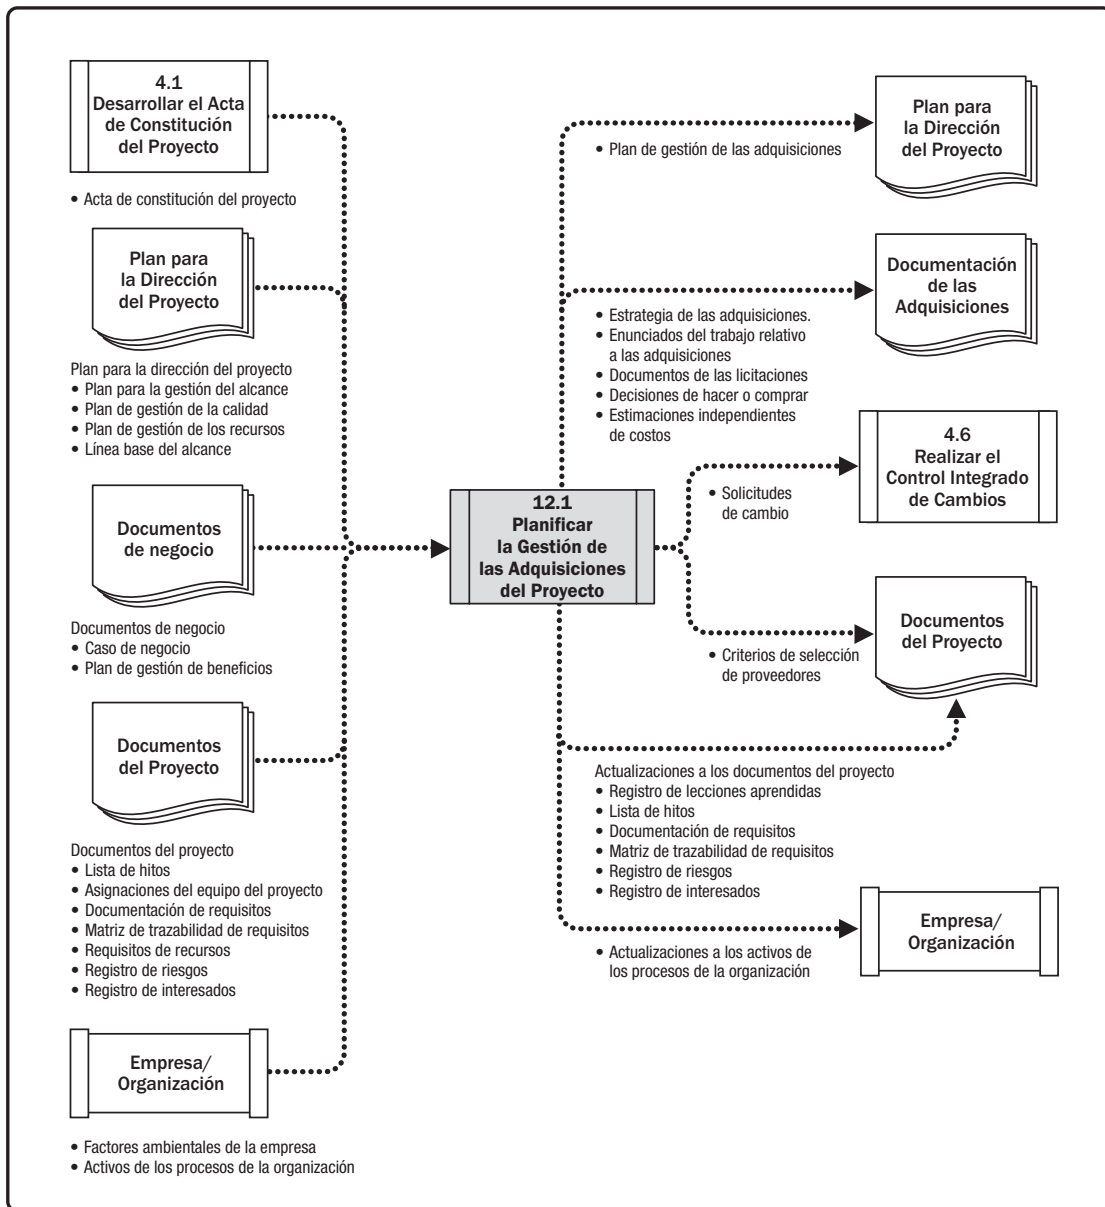 4.1
Desarrollar el Acta
de Constitución
del Proyecto
• Acta de constitución del proyecto
Plan para
la Dirección
del Proyecto
Plan para la dirección del proyecto
• Plan para la gestión del alcance
• Plan de gestión de la calidad
• Plan de gestión de los recursos
• Línea base del alcance
Documentos
de negocio
Documentos de negocio
• Caso de negocio
• Plan de gestión de beneficios
Documentos
del Proyecto
Documentos del proyecto
• Lista de hitos
• Asignaciones del equipo del proyecto
• Documentación de requisitos
• Matriz de trazabilidad de requisitos
• Requisitos de recursos
• Registro de riesgos
• Registro de interesados
Empresa/
Organización
• Factores ambientales de la empresa
• Activos de los procesos de la organización
12.1
Planificar
la Gestión de
las Adquisiciones
del Proyecto
• Plan de gestión de las adquisiciones
Plan para
la Dirección
del Proyecto
• Estrategia de las adquisiciones.
• Enunciados del trabajo relativo
a las adquisiciones
• Documentos de las licitaciones
• Decisiones de hacer o comprar
• Estimaciones independientes
de costos
Documentación
de las
Adquisiciones
• Solicitudes
de cambio
4.6
Realizar el
Control Integrado
de Cambios
• Criterios de selección
de proveedores
Documentos
del Proyecto
Actualizaciones a los documentos del proyecto
• Registro de lecciones aprendidas
• Lista de hitos
• Documentación de requisitos
• Matriz de trazabilidad de requisitos
• Registro de riesgos
• Registro de interesados
• Actualizaciones a los activos de
los procesos de la organización
Empresa/
Organización